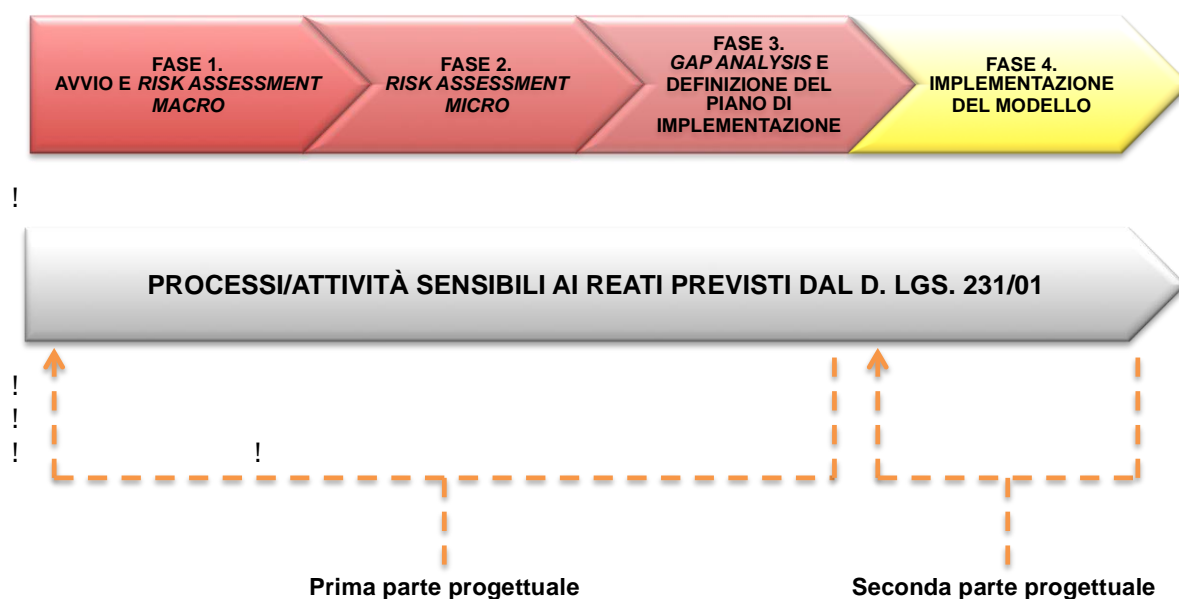 FASE 1.
AVVIO E RISK ASSESSMENT
MACRO
FASE 2.
RISK ASSESSMENT
MICRO
FASE 3.
GAP ANALYSIS E
DEFINIZIONE DEL
PIANO DI
IMPLEMENTAZIONE
FASE 4.
IMPLEMENTAZIONE
DEL MODELLO
!
PROCESSI/ATTIVITÀ SENSIBILI AI REATI PREVISTI DAL D. LGS. 231/01
!
!
! !
Prima parte progettuale
Seconda parte progettuale